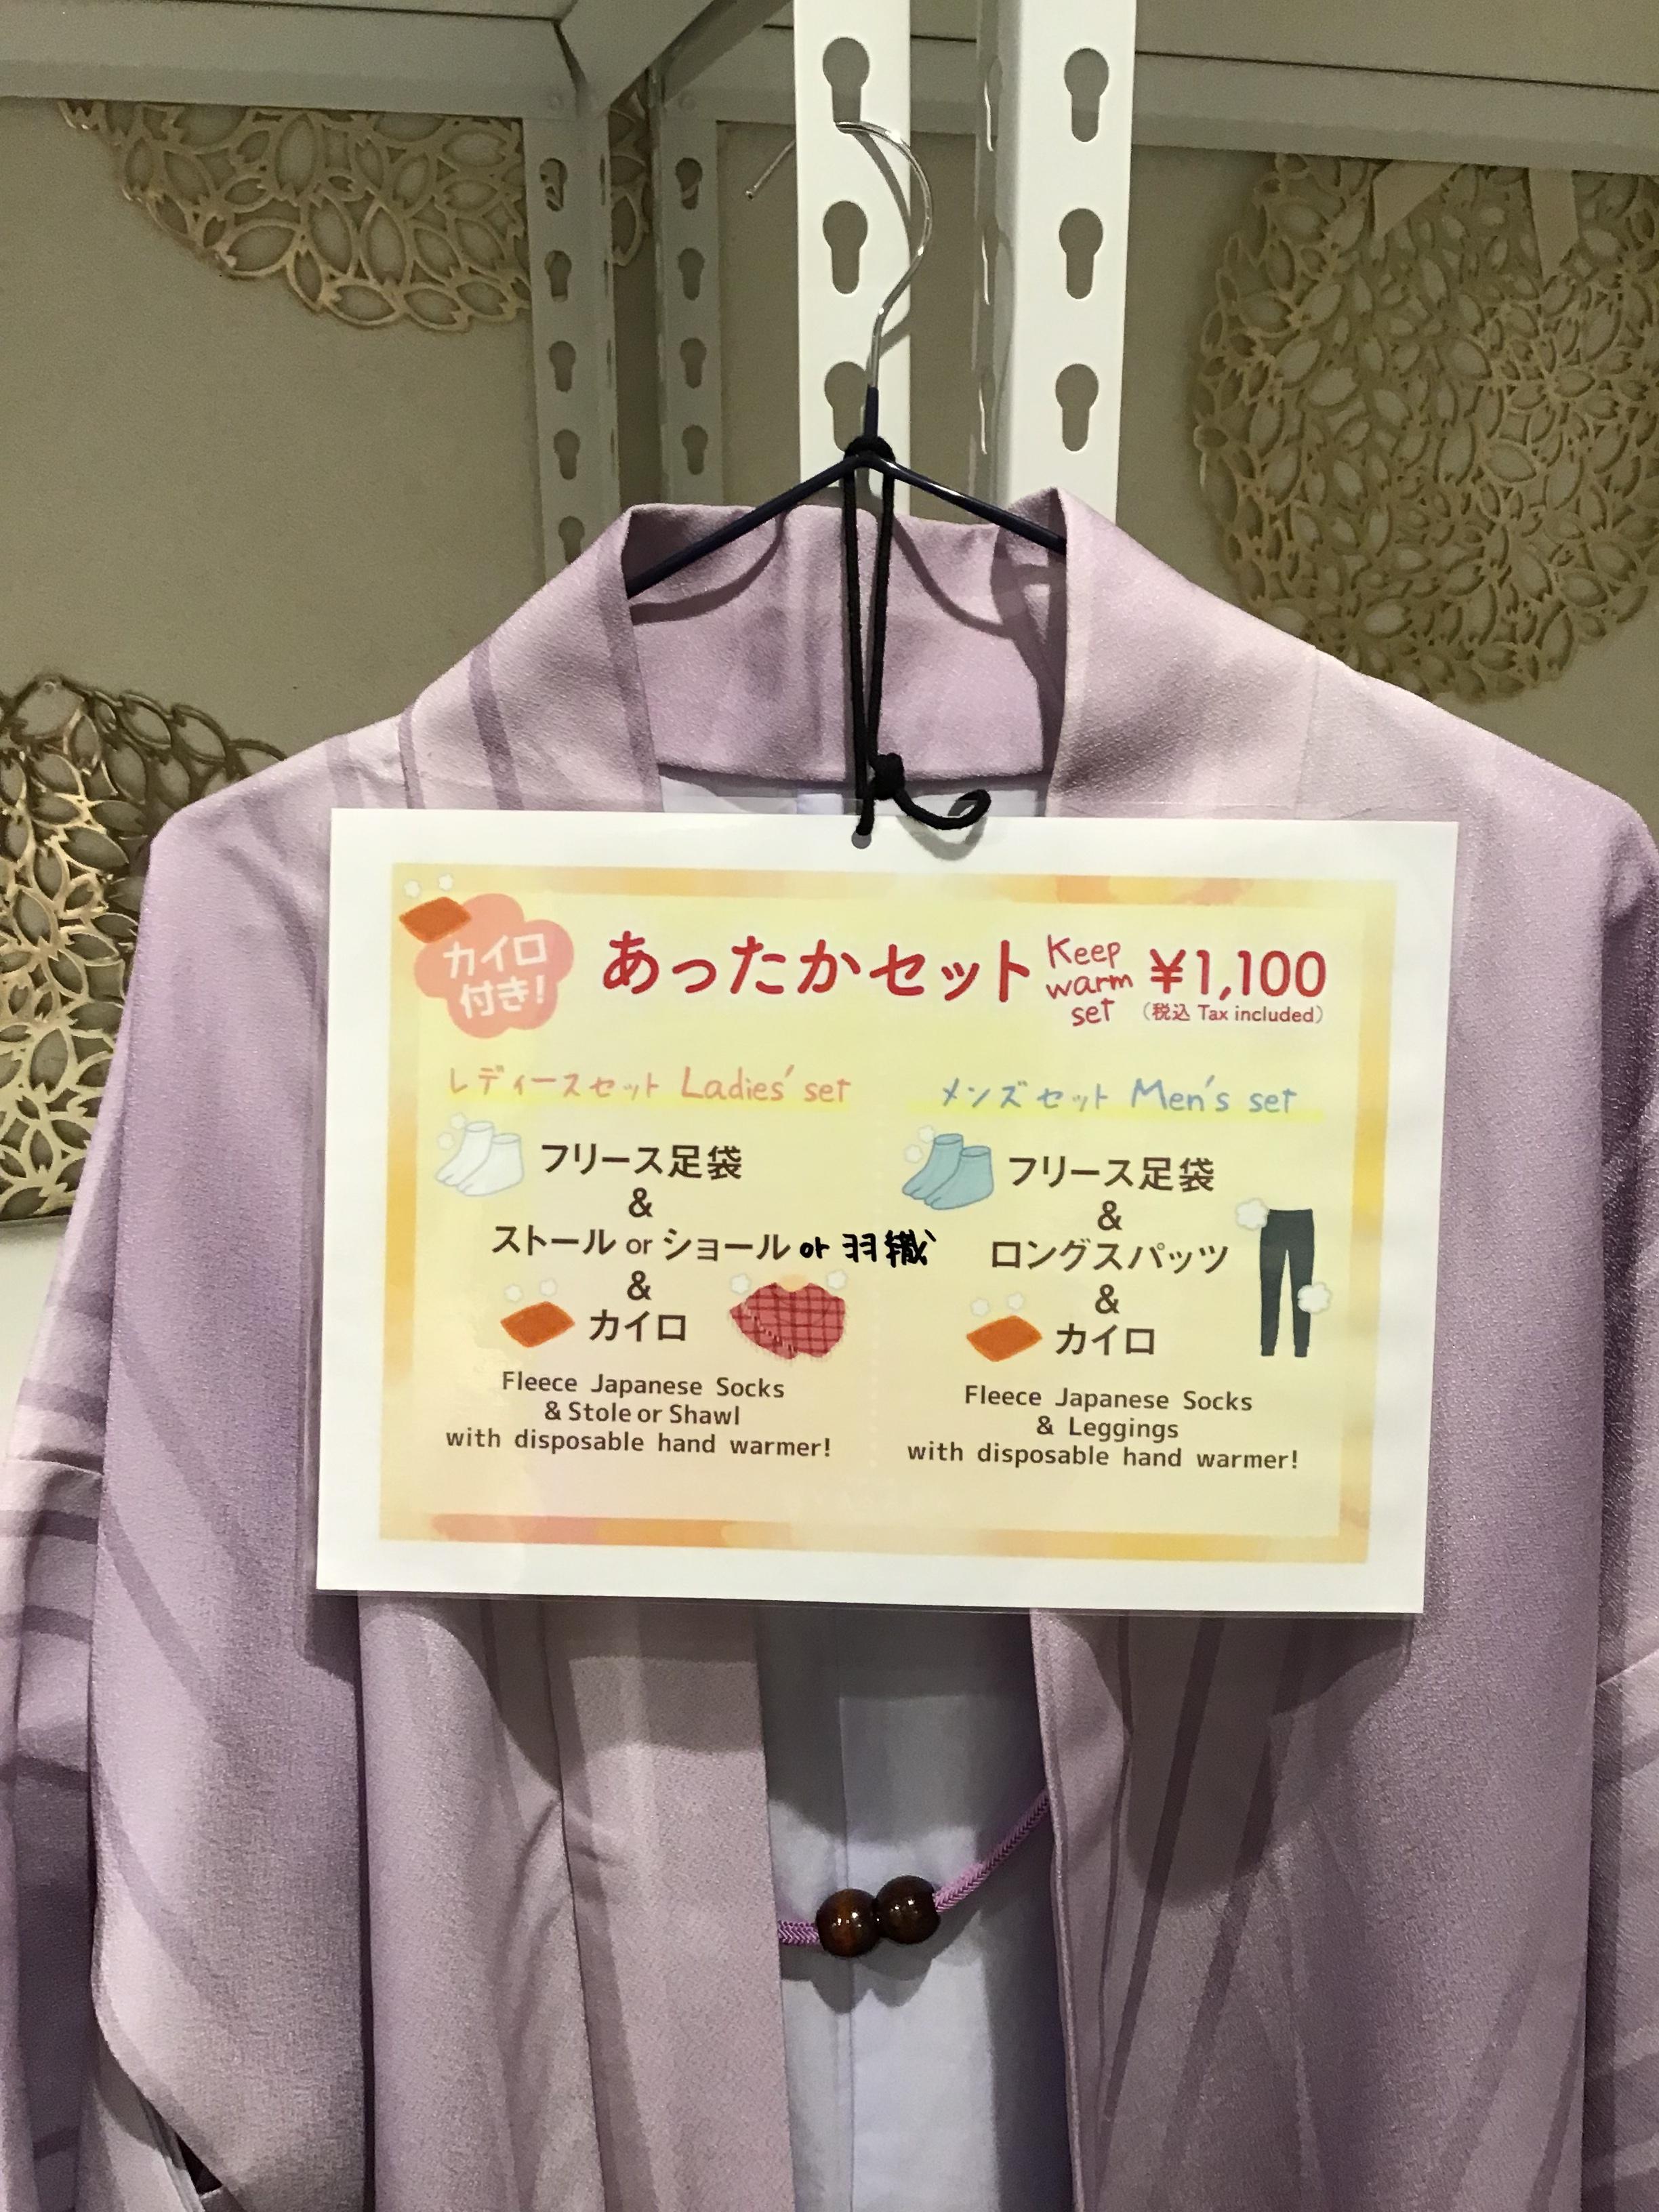 カイロ
付き!
あったかセット
Keep
warm
set
¥1,100
(税込 Tax included)
レディースセット Ladies' set
フリース足袋
&
ストール or ショール or 羽織
&
カイロ
Fleece Japanese Socks
& Stole or Shawl
with disposable hand warmer!
メンズセット Men's set
フリース足袋
&
ロングスパッツ
&
カイロ
Fleece Japanese Socks
& Leggings
with disposable hand warmer!